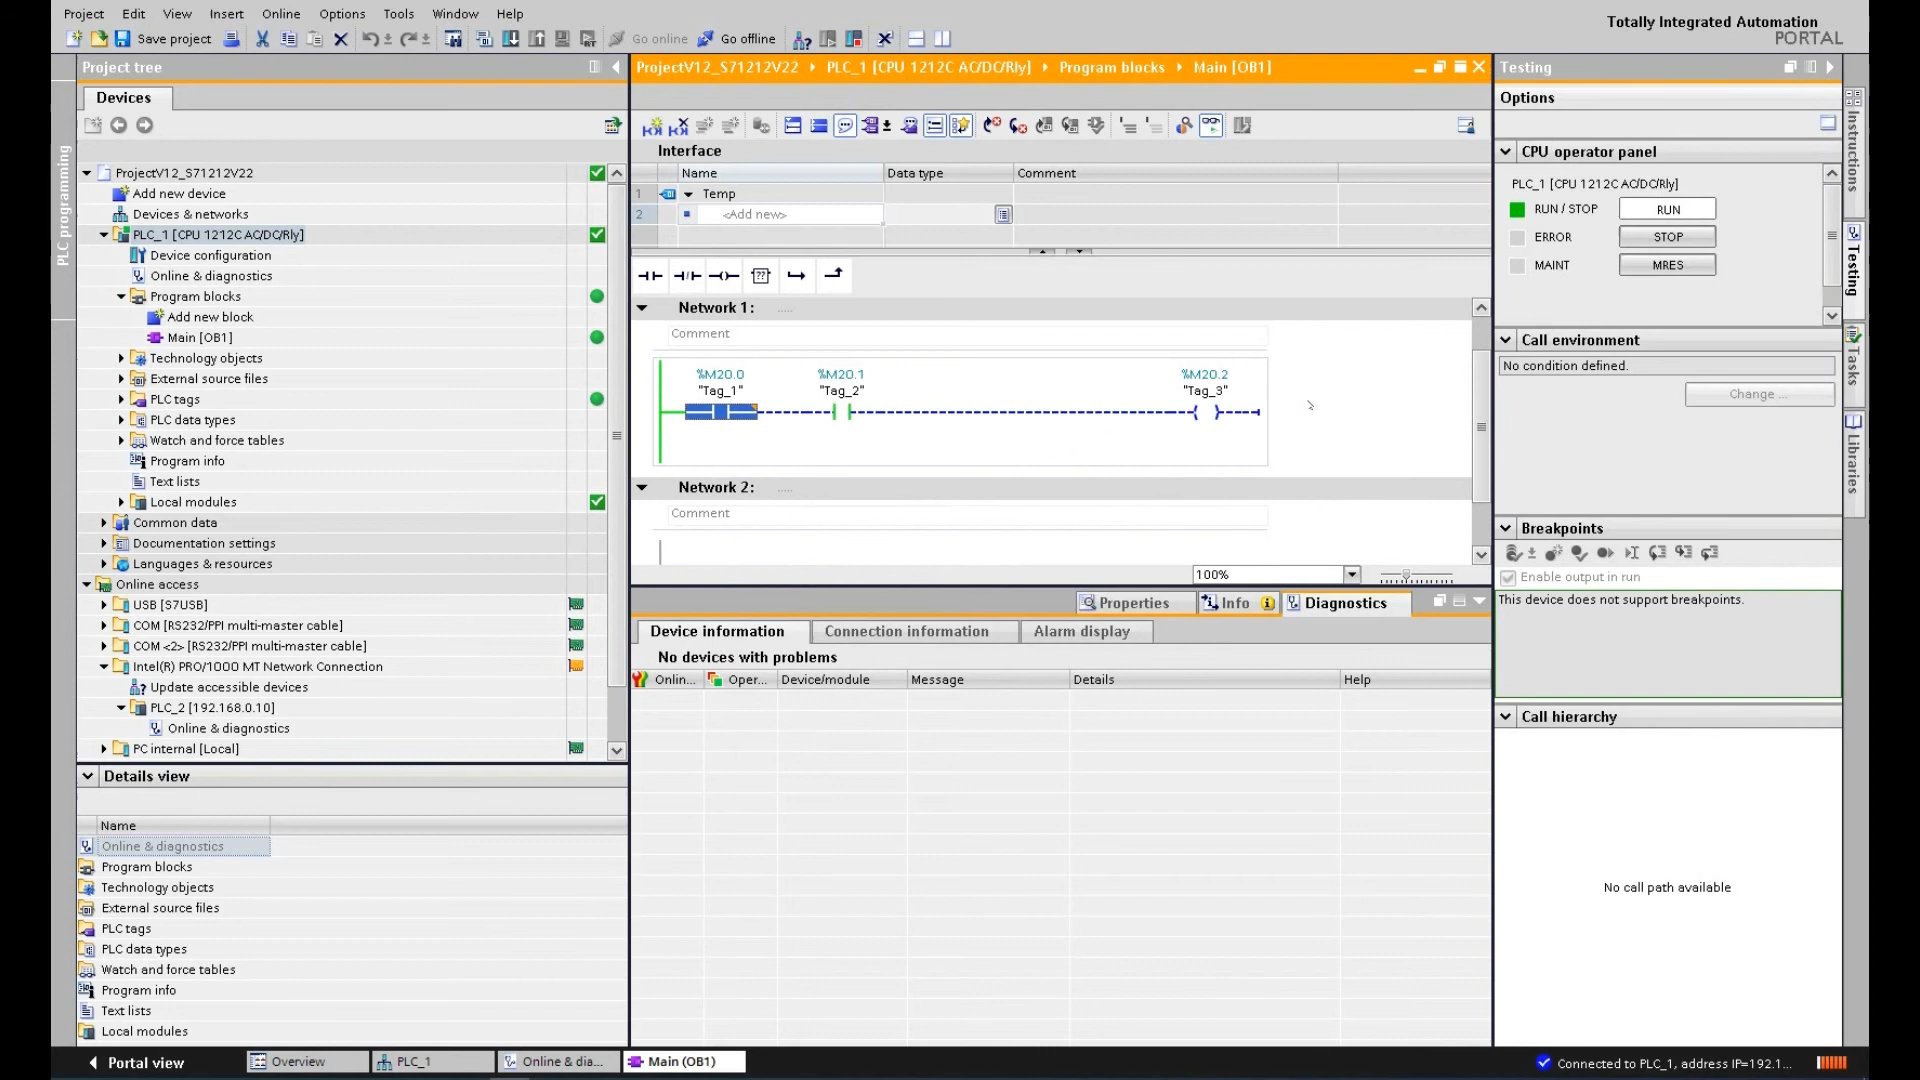 Project Edit View Insert Online Options Tools Window Help
Totally Integrated Automation
PORTAL
Save project
Go online
Go offline
Project tree
ProjectV12_S71212V22 PLC_1 [CPU 1212C AC/DC/Rly] Program blocks Main [OB1]
Testing
Devices
Options
PLC programming
Interface
CPU operator panel
Name Data type Comment
PLC_1 [CPU 1212C AC/DC/Rly]
1 Temp
2 <Add new>
RUN / STOP RUN
ERROR STOP
MAINT MRES
ProjectV12_S71212V22
Add new device
Devices & networks
PLC_1 [CPU 1212C AC/DC/Rly]
Device configuration
Online & diagnostics
Program blocks
Add new block
Main [OB1]
Technology objects
External source files
PLC tags
PLC data types
Watch and force tables
Program info
Text lists
Local modules
Common data
Documentation settings
Languages & resources
Online access
USB [S7USB]
COM [RS232/PPI multi-master cable]
COM <2> [RS232/PPI multi-master cable]
Intel(R) PRO/1000 MT Network Connection
Update accessible devices
PLC_2 [192.168.0.10]
Online & diagnostics
PC internal [Local]
??
Network 1: .....
Comment
%M20.0 %M20.1 %M20.2
"Tag_1" "Tag_2" "Tag_3"
Network 2: .....
Comment
100%
Call environment
No condition defined.
Change ...
Breakpoints
Enable output in run
This device does not support breakpoints.
Call hierarchy
No call path available
Instructions
Testing
Tasks
Libraries
Properties Info Diagnostics
Device information Connection information Alarm display
No devices with problems
Onlin... Oper... Device/module Message Details Help
Details view
Name
Online & diagnostics
Program blocks
Technology objects
External source files
PLC tags
PLC data types
Watch and force tables
Program info
Text lists
Local modules
Portal view Overview PLC_1 Online & dia... Main (OB1)
Connected to PLC_1, address IP=192.1...